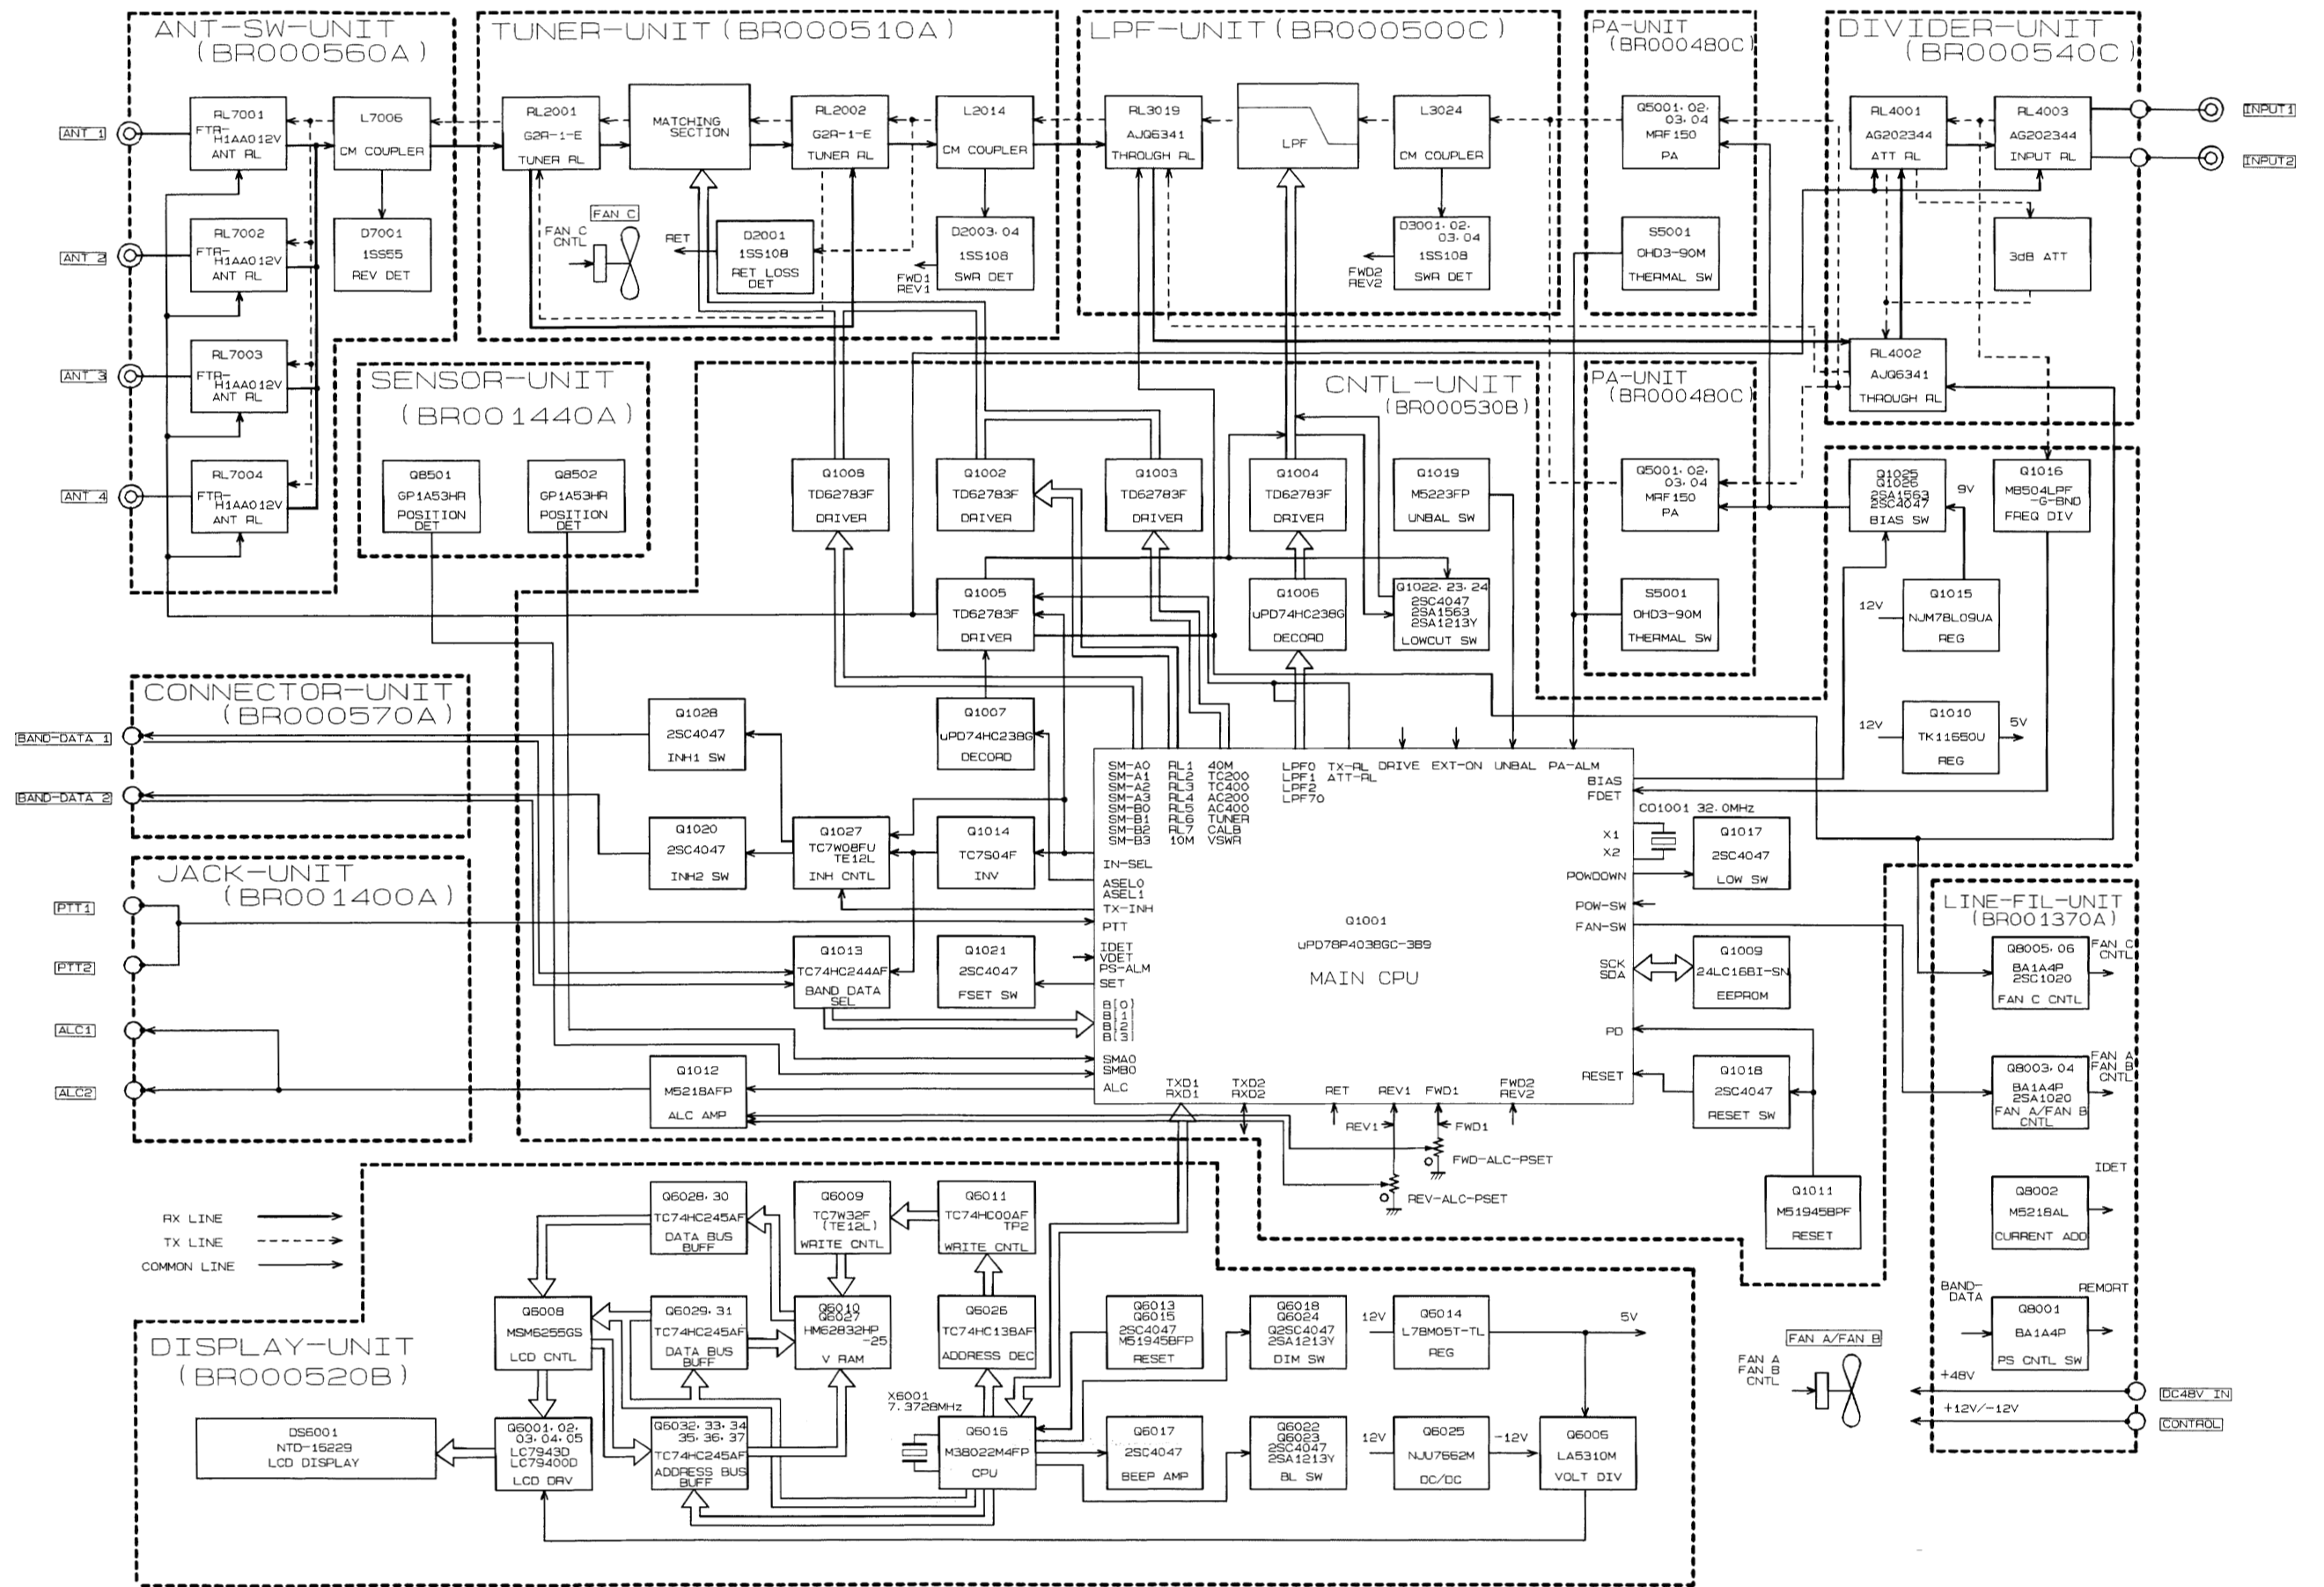 ANT-SW-UNIT
(BR000560A)
RL7001
FTR-
H1AA012V
ANT RL
L7006
CM COUPLER
ANT 1
RL7002
FTR-
H1AA012V
ANT RL
D7001
1SS55
REV DET
ANT 2
RL7003
FTR-
H1AA012V
ANT RL
ANT 3
RL7004
FTR-
H1AA012V
ANT RL
ANT 4
TUNER-UNIT(BR000510A)
RL2001
G2R-1-E
TUNER RL
MATCHING
SECTION
RL2002
G2R-1-E
TUNER RL
L2014
CM COUPLER
FAN C
FAN C
CNTL
RET
D2001
1SS108
RET LOSS
DET
D2003.04
1SS108
SWR DET
FWD1
REV1
LPF-UNIT(BR000500C)
RL3019
AJQ6341
THROUGH RL
LPF
L3024
CM COUPLER
D3001.02.
03.04
1SS108
SWR DET
FWD2
REV2
PA-UNIT
(BR000480C)
Q5001.02.
03.04
MRF150
PA
S5001
OHD3-90M
THERMAL SW
DIVIDER-UNIT
(BR000540C)
RL4001
AG202344
ATT RL
RL4003
AG202344
INPUT RL
INPUT1
INPUT2
3dB ATT
RL4002
AJQ6341
THROUGH RL
SENSOR-UNIT
(BR001440A)
Q8501
GP1A53HR
POSITION
DET
Q8502
GP1A53HR
POSITION
DET
CNTL-UNIT
(BR000530B)
Q1008
TD62783F
DRIVER
Q1002
TD62783F
DRIVER
Q1003
TD62783F
DRIVER
Q1004
TD62783F
DRIVER
Q1019
M5223FP
UNBAL SW
PA-UNIT
(BR000480C)
Q5001.02.
03.04
MRF150
PA
S5001
OHD3-90M
THERMAL SW
Q1025
Q1026
2SA1563
2SC4047
BIAS SW
9V
Q1016
MB504LPF
-G-BND
FREQ DIV
Q1005
TD62783F
DRIVER
Q1006
uPD74HC238G
DECORD
Q1022.23.24
2SC4047
2SA1563
2SA1213Y
LOWCUT SW
12V
Q1015
NJM78L09UA
REG
12V
Q1010
TK11650U
REG
5V
CONNECTOR-UNIT
(BR000570A)
BAND-DATA 1
BAND-DATA 2
Q1028
2SC4047
INH1 SW
Q1007
uPD74HC238G
DECORD
Q1020
2SC4047
INH2 SW
Q1027
TC7W08FU
TE12L
INH CNTL
Q1014
TC7S04F
INV
JACK-UNIT
(BR001400A)
PTT1
PTT2
ALC1
ALC2
Q1013
TC74HC244AF
BAND DATA
SEL
Q1021
2SC4047
FSET SW
Q1012
M5218AFP
ALC AMP
SM-A0 RL1 40M
SM-A1 RL2 TC200
SM-A2 RL3 TC400
SM-A3 RL4 AC200
SM-B0 RL5 AC400
SM-B1 RL6 TUNER
SM-B2 RL7 CALB
SM-B3 10M VSWR
LPF0 TX-RL DRIVE EXT-ON UNBAL PA-ALM
LPF1 ATT-RL
LPF2
LPF70
IN-SEL
ASEL0
ASEL1
TX-INH
PTT
IDET
VDET
PS-ALM
SET
B[0]
B[1]
B[2]
B[3]
SMA0
SMB0
ALC
Q1001
uPD78P4038GC-3B9
MAIN CPU
BIAS
FDET
X1
X2
POWDOWN
POW-SW
FAN-SW
SCK
SDA
PD
RESET
TXD1
RXD1
TXD2
RXD2
RET
REV1
FWD1
FWD2
REV2
REV1
FWD1
FWD-ALC-PSET
REV-ALC-PSET
CO1001 32.0MHz
Q1017
2SC4047
LOW SW
Q1009
24LC16BI-SN
EEPROM
Q1018
2SC4047
RESET SW
Q1011
M51945BPF
RESET
LINE-FIL-UNIT
(BR001370A)
Q8005.06
BA1A4P
2SC1020
FAN C CNTL
FAN C
CNTL
Q8003.04
BA1A4P
2SA1020
FAN A/FAN B
CNTL
FAN A
FAN B
CNTL
Q8002
M5218AL
CURRENT ADD
IDET
BAND-
DATA
Q8001
BA1A4P
PS CNTL SW
REMORT
FAN A/FAN B
FAN A
FAN B
CNTL
+48V
DC48V IN
+12V/-12V
CONTROL
RX LINE
TX LINE
COMMON LINE
DISPLAY-UNIT
(BR000520B)
Q6028.30
TC74HC245AF
DATA BUS
BUFF
Q6009
TC7W32F
(TE12L)
WRITE CNTL
Q6011
TC74HC00AF
TP2
WRITE CNTL
Q6008
MSM6255GS
LCD CNTL
Q6029.31
TC74HC245AF
DATA BUS
BUFF
Q6010
Q6027
HM62832HP
-25
V RAM
Q6026
TC74HC138AF
ADDRESS DEC
Q6013
Q6015
2SC4047
M51945BFP
RESET
Q6018
Q6024
Q2SC4047
2SA1213Y
DIM SW
12V
Q6014
L78M05T-TL
REG
5V
DS6001
NTD-16229
LCD DISPLAY
Q6001.02.
03.04.05
LC7943D
LC79400D
LCD DRV
Q6032.33.34
35.36.37
TC74HC245AF
ADDRESS BUS
BUFF
X6001
7.3728MHz
Q6016
M38022M4FP
CPU
Q6017
2SC4047
BEEP AMP
Q6022
Q6023
2SC4047
2SA1213Y
BL SW
12V
Q6025
NJU7662M
DC/DC
-12V
Q6006
LA5310M
VOLT DIV